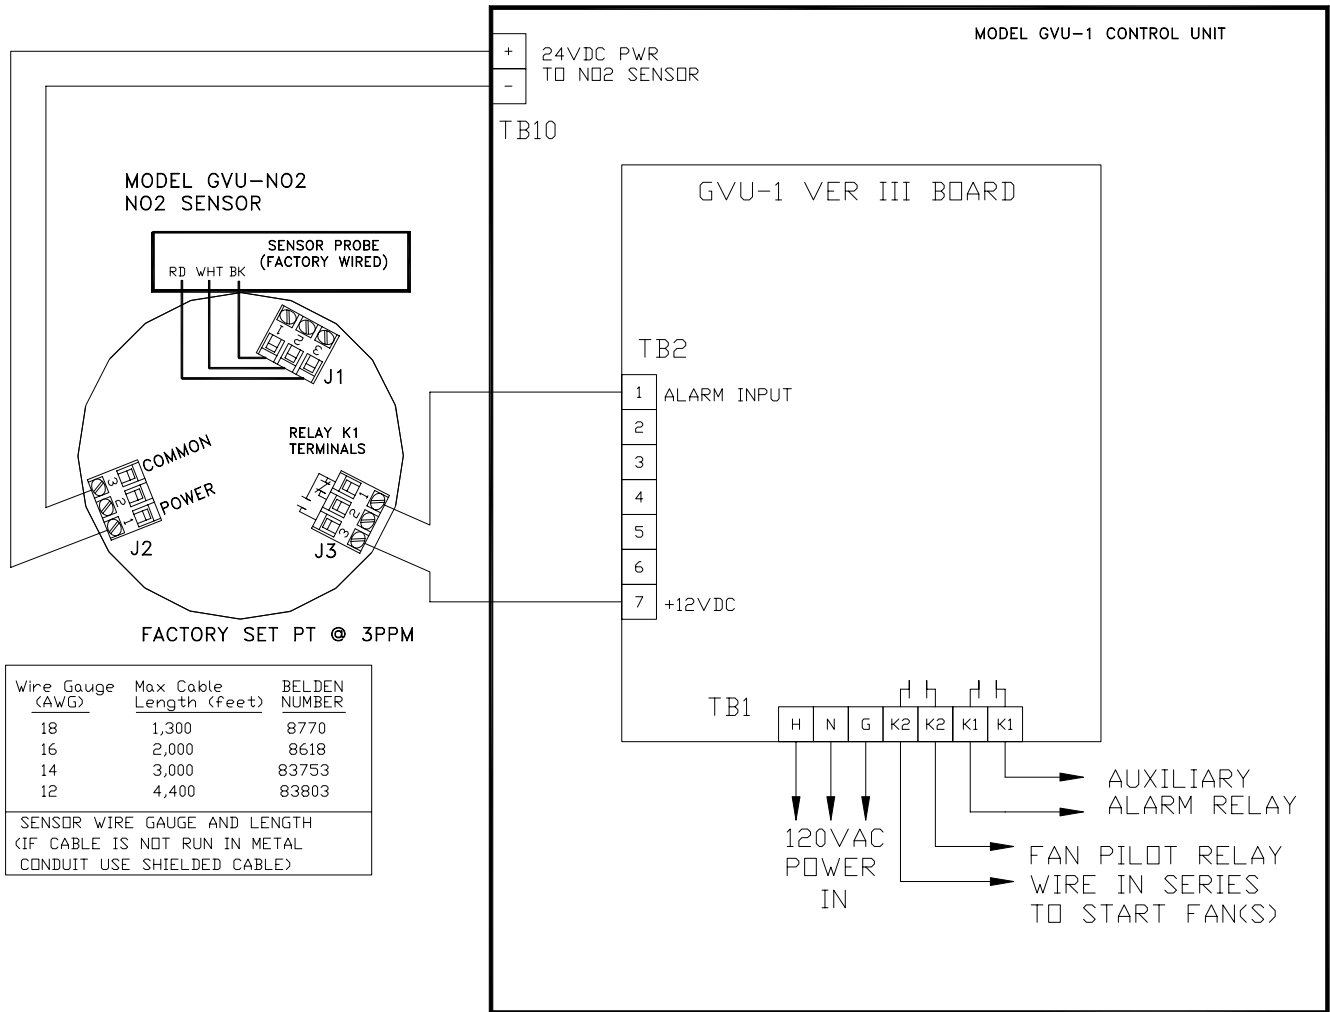 MODEL GVU-1 CONTROL UNIT
+
24VDC PWR
TO NO2 SENSOR
-
TB10
MODEL GVU-NO2
NO2 SENSOR
GVU-1 VER III BOARD
SENSOR PROBE
(FACTORY WIRED)
RD WHT BK
1 2 3
J1
TB2
1 ALARM INPUT
2
3
4
5
6
7 +12VDC
RELAY K1
TERMINALS
COMMON
POWER
3 2 1
J2
1 2 3
J3
FACTORY SET PT @ 3PPM
Wire Gauge Max Cable BELDEN
(AWG) Length (feet) NUMBER
18 1,300 8770
16 2,000 8618
14 3,000 83753
12 4,400 83803
SENSOR WIRE GAUGE AND LENGTH
(IF CABLE IS NOT RUN IN METAL
CONDUIT USE SHIELDED CABLE)
TB1
H N G K2 K2 K1 K1
AUXILIARY
ALARM RELAY
120VAC
POWER
IN
FAN PILOT RELAY
WIRE IN SERIES
TO START FAN(S)